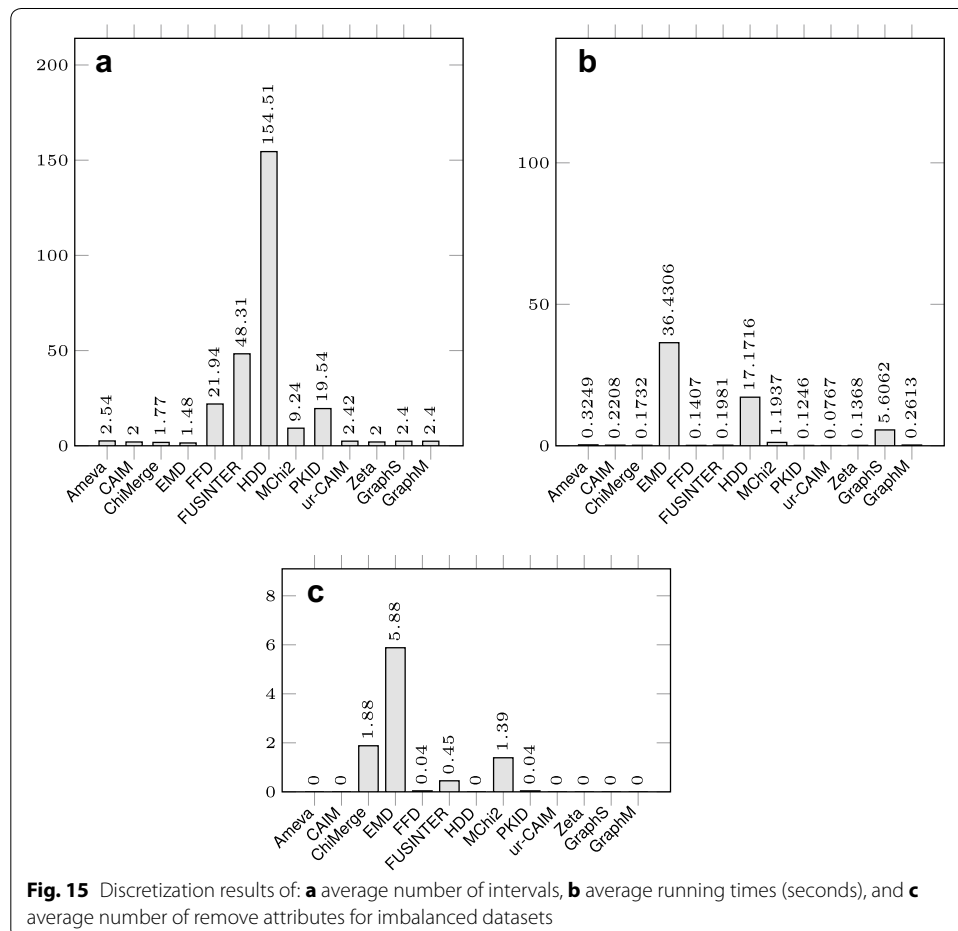 a
200
150
100
50
0
2.54
2
1.77
1.48
21.94
48.31
154.51
9.24
19.54
2.42
2
2.4
2.4
Ameva
CAIM
ChiMerge
EMD
FFD
FUSINTER
HDD
MChi2
PKID
ur-CAIM
Zeta
GraphS
GraphM
b
100
50
0
0.3249
0.2208
0.1732
36.4306
0.1407
0.1981
17.1716
1.1937
0.1246
0.0767
0.1368
5.6062
0.2613
Ameva
CAIM
ChiMerge
EMD
FFD
FUSINTER
HDD
MChi2
PKID
ur-CAIM
Zeta
GraphS
GraphM
c
8
6
4
2
0
0
0
1.88
5.88
0.04
0.45
0
1.39
0.04
0
0
0
0
Ameva
CAIM
ChiMerge
EMD
FFD
FUSINTER
HDD
MChi2
PKID
ur-CAIM
Zeta
GraphS
GraphM
Fig. 15 Discretization results of: a average number of intervals, b average running times (seconds), and c
average number of remove attributes for imbalanced datasets